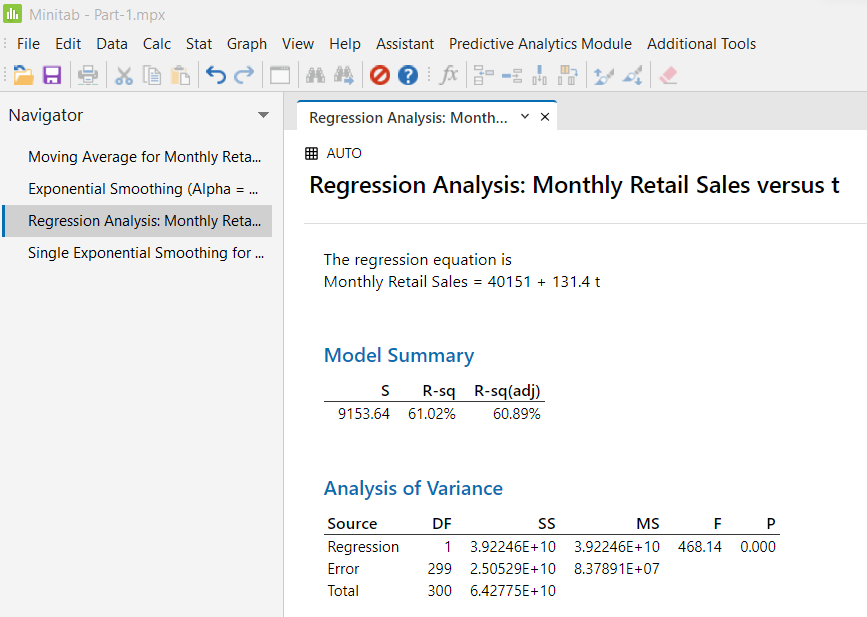 Minitab - Part-1.mpx
File Edit Data Calc Stat Graph View Help Assistant Predictive Analytics Module Additional Tools
fx
Navigator
Moving Average for Monthly Reta...
Exponential Smoothing (Alpha = ...
Regression Analysis: Monthly Reta...
Single Exponential Smoothing for ...
Regression Analysis: Month...
AUTO
Regression Analysis: Monthly Retail Sales versus t
The regression equation is
Monthly Retail Sales = 40151 + 131.4 t
Model Summary
S R-sq R-sq(adj)
9153.64 61.02% 60.89%
Analysis of Variance
Source DF SS MS F P
Regression 1 3.92246E+10 3.92246E+10 468.14 0.000
Error 299 2.50529E+10 8.37891E+07
Total 300 6.42775E+10